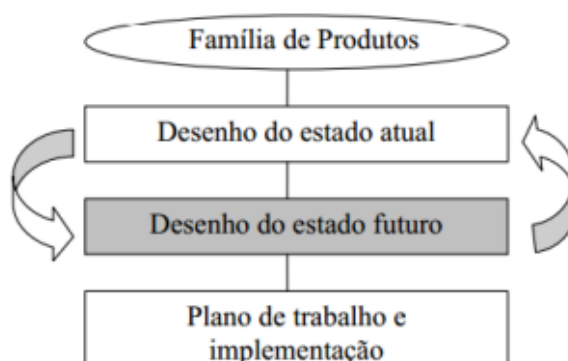 Família de Produtos
Desenho do estado atual
Desenho do estado futuro
Plano de trabalho e
implementação